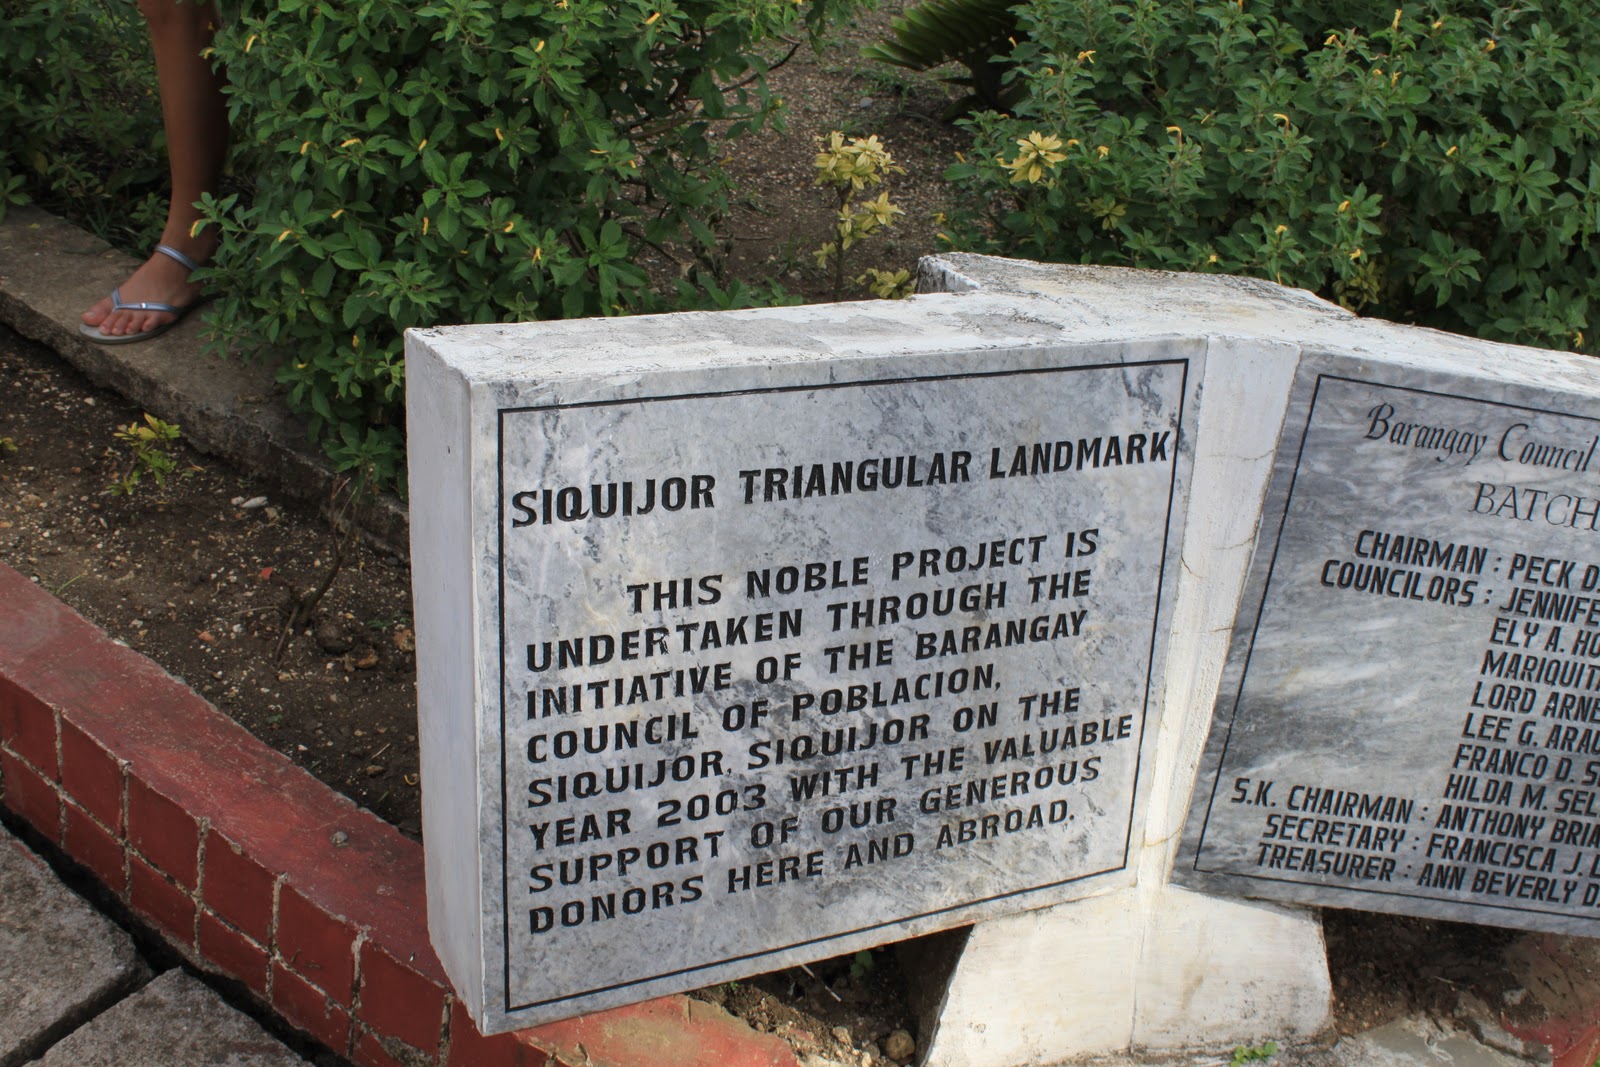 SIQUIJOR TRIANGULAR LANDMARK
THIS NOBLE PROJECT IS
UNDERTAKEN THROUGH THE
INITIATIVE OF THE BARANGAY
COUNCIL OF POBLACION,
SIQUIJOR, SIQUIJOR ON THE
YEAR 2003 WITH THE VALUABLE
SUPPORT OF OUR GENEROUS
DONORS HERE AND ABROAD.
Barangay Council
BATCH
CHAIRMAN : PECK
COUNCILORS :
ELY A.
LORD
LEE G.
FRANCO D.
HILDA M.
S.K. CHAIRMAN : ANTHONY
SECRETARY : FRANCISCA J.
TREASURER : ANN BEVERLY